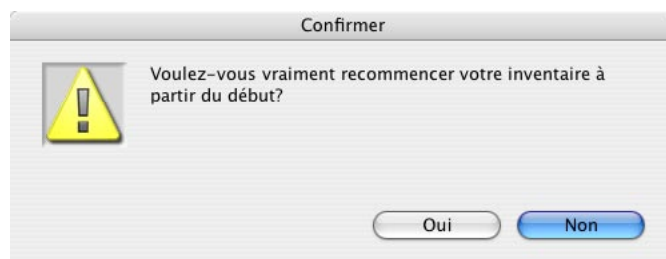 Confirmer
Voulez-vous vraiment recommencer votre inventaire à
partir du début?
Oui Non